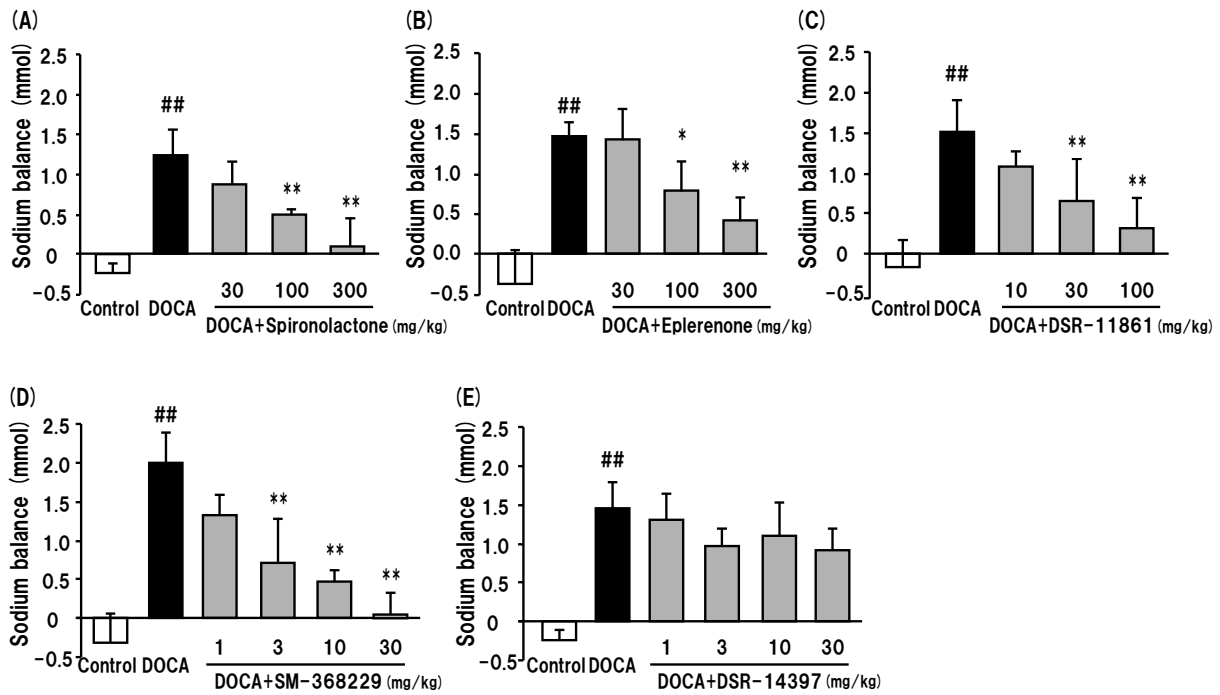 (A)
Sodium balance (mmol)
2.5
2.0
1.5
1.0
0.5
0
−0.5
##
**
**
Control DOCA 30 100 300
DOCA+Spironolactone (mg/kg)
(B)
Sodium balance (mmol)
2.5
2.0
1.5
1.0
0.5
0.0
−0.5
##
*
**
Control DOCA 30 100 300
DOCA+Eplerenone (mg/kg)
(C)
Sodium balance (mmol)
2.5
2.0
1.5
1.0
0.5
0
−0.5
##
**
**
Control DOCA 10 30 100
DOCA+DSR-11861 (mg/kg)
(D)
Sodium balance (mmol)
2.5
2.0
1.5
1.0
0.5
0
−0.5
##
**
**
**
Control DOCA 1 3 10 30
DOCA+SM-368229 (mg/kg)
(E)
Sodium balance (mmol)
2.5
2.0
1.5
1.0
0.5
0
−0.5
##
Control DOCA 1 3 10 30
DOCA+DSR-14397 (mg/kg)